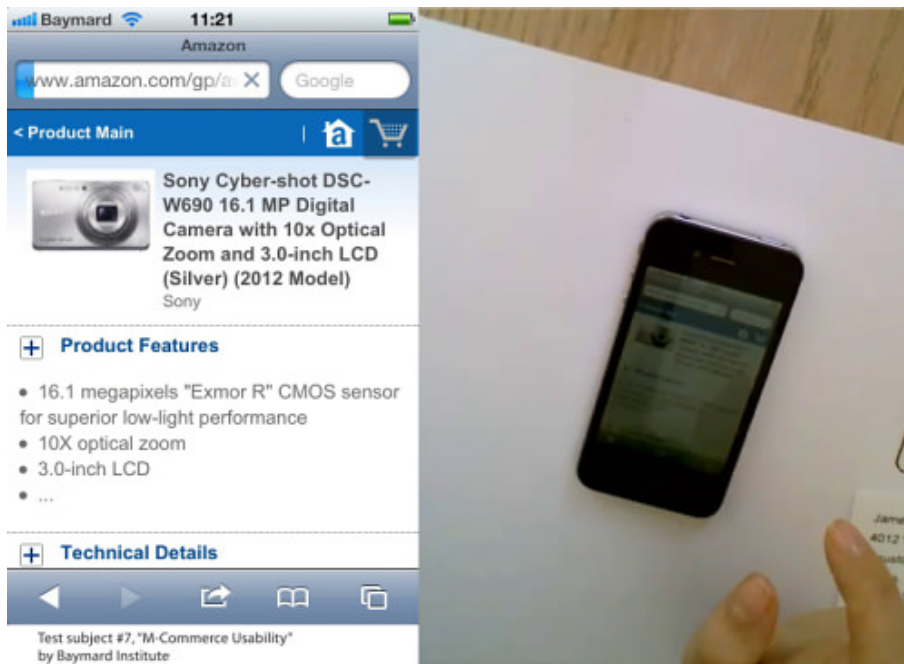 Baymard 11:21
Amazon
www.amazon.com/gp/a
Google
< Product Main
Sony Cyber-shot DSC-
W690 16.1 MP Digital
Camera with 10x Optical
Zoom and 3.0-inch LCD
(Silver) (2012 Model)
Sony
Product Features
• 16.1 megapixels "Exmor R" CMOS sensor
for superior low-light performance
• 10X optical zoom
• 3.0-inch LCD
• ...
Technical Details
Test subject #7, "M-Commerce Usability"
by Baymard Institute
4012